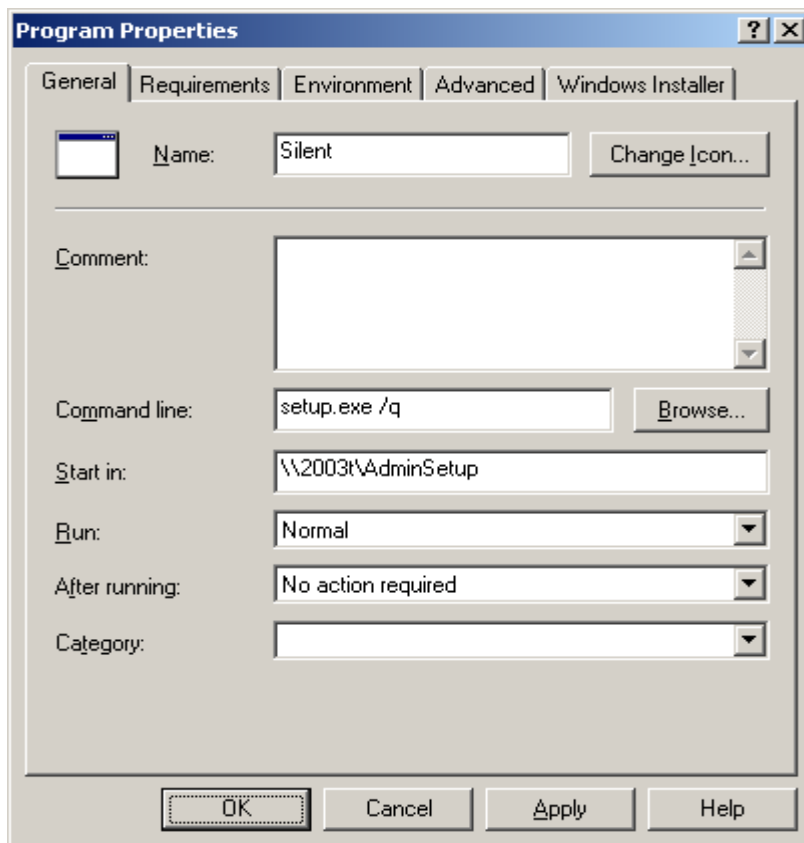 Program Properties
General Requirements Environment Advanced Windows Installer
Name: Silent Change Icon...
Comment:
Command line: setup.exe /q Browse...
Start in: \\2003t\AdminSetup
Run: Normal
After running: No action required
Category:
OK Cancel Apply Help